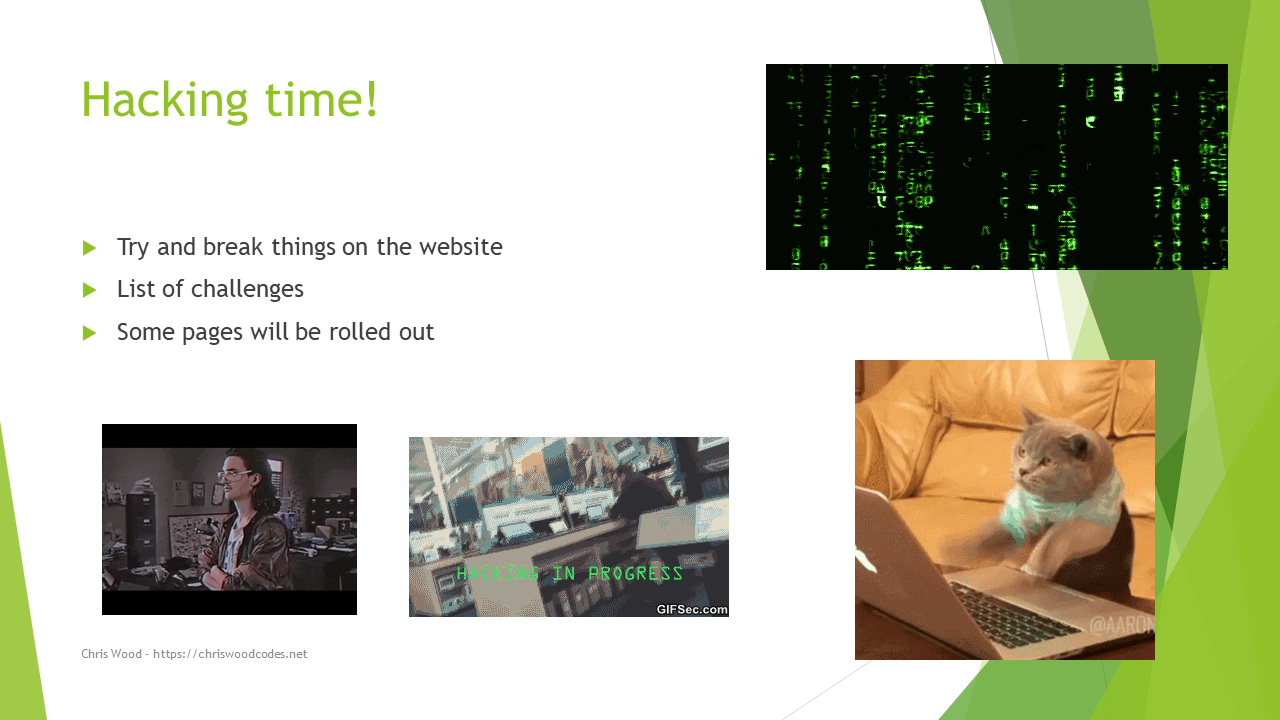 Hacking time!
Try and break things on the website
List of challenges
Some pages will be rolled out
HACKING IN PROGRESS
GIFSec.com
@AARON
Chris Wood - https://chriswoodcodes.net